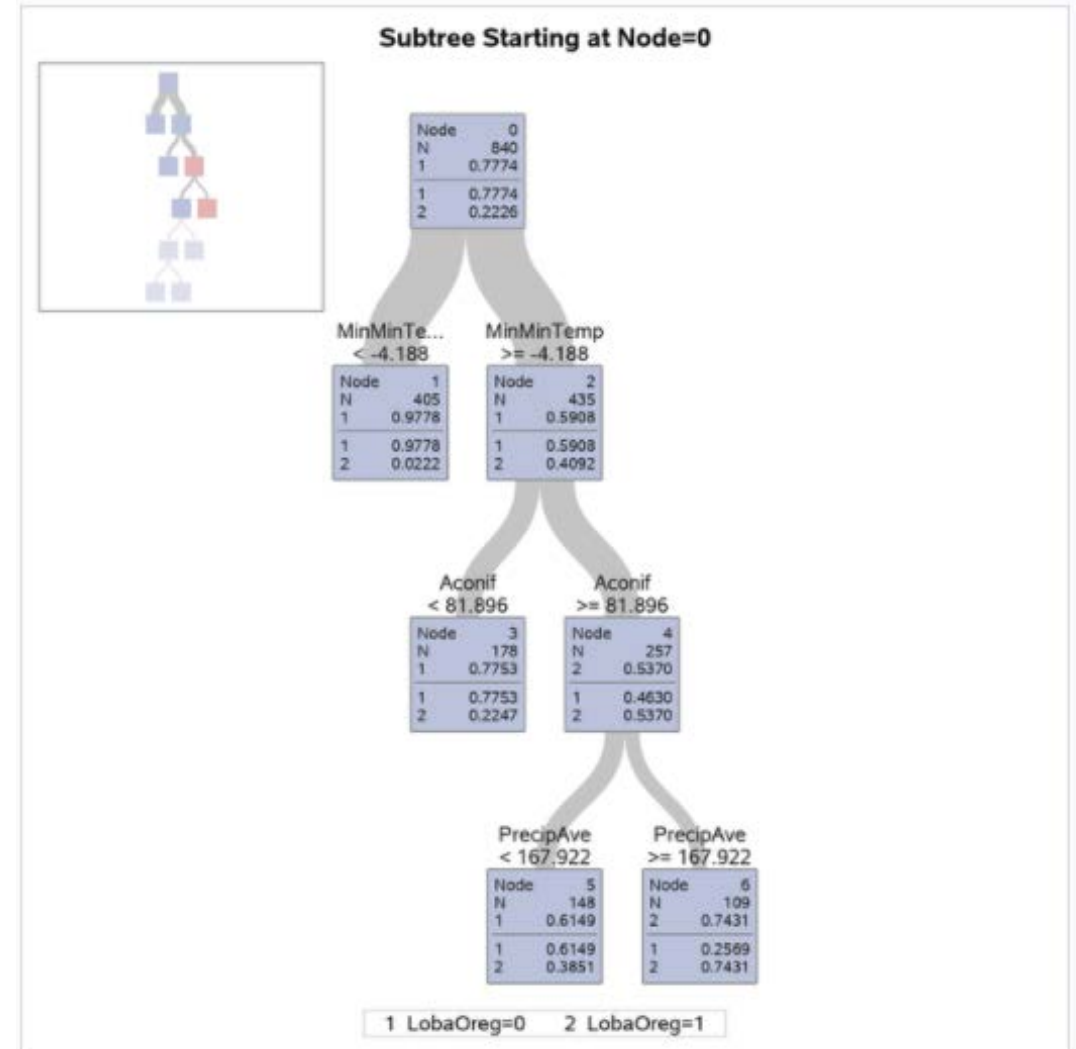 Subtree Starting at Node=0
Node 0
N 840
1 0.7774
1 0.7774
2 0.2226
MinMinTe... MinMinTemp
< -4.188 >= -4.188
Node 1
N 405
1 0.9778
1 0.9778
2 0.0222
Node 2
N 435
1 0.5908
1 0.5908
2 0.4092
Aconif Aconif
< 81.896 >= 81.896
Node 3
N 178
1 0.7753
1 0.7753
2 0.2247
Node 4
N 257
2 0.5370
1 0.4630
2 0.5370
PrecipAve PrecipAve
< 167.922 >= 167.922
Node 5
N 148
1 0.6149
1 0.6149
2 0.3851
Node 6
N 109
2 0.7431
1 0.2569
2 0.7431
1 LobaOreg=0 2 LobaOreg=1